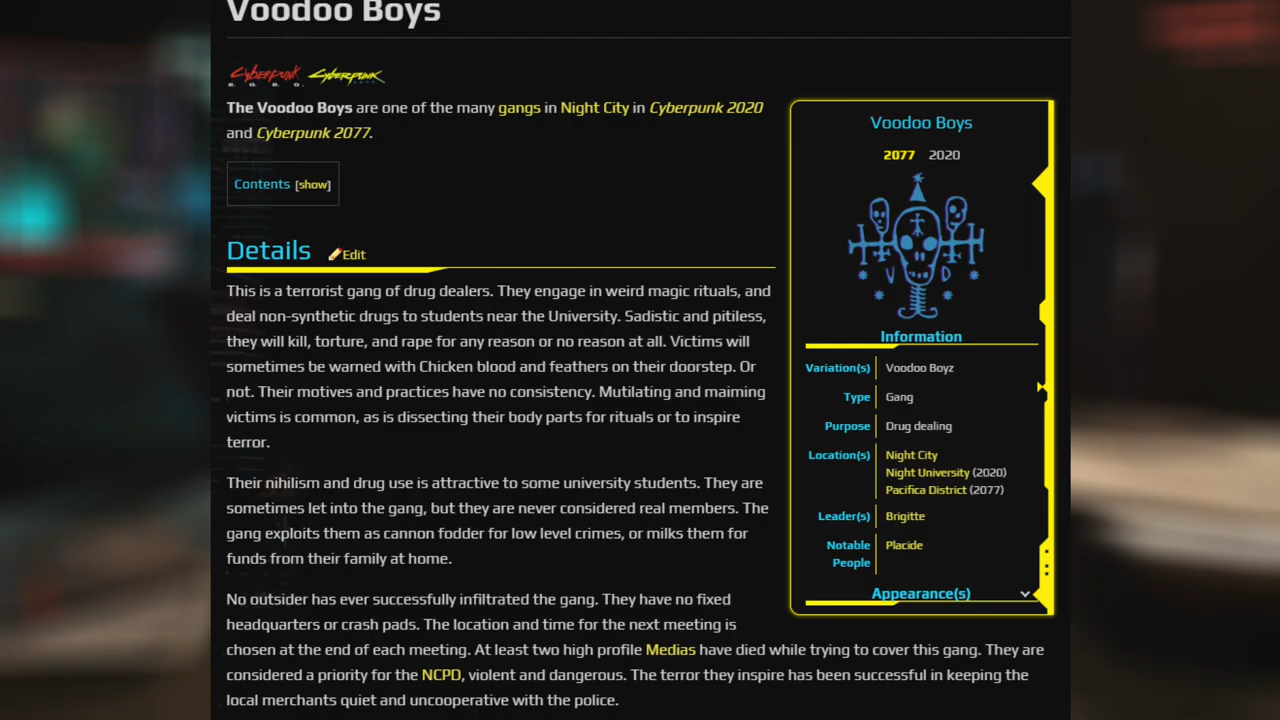 Voodoo Boys
Cyberpunk Cyberpunk
2.0.2.0.
The Voodoo Boys are one of the many gangs in Night City in Cyberpunk 2020
and Cyberpunk 2077.
Contents [show]
Details Edit
This is a terrorist gang of drug dealers. They engage in weird magic rituals, and
deal non-synthetic drugs to students near the University. Sadistic and pitiless,
they will kill, torture, and rape for any reason or no reason at all. Victims will
sometimes be warned with Chicken blood and feathers on their doorstep. Or
not. Their motives and practices have no consistency. Mutilating and maiming
victims is common, as is dissecting their body parts for rituals or to inspire
terror.
Their nihilism and drug use is attractive to some university students. They are
sometimes let into the gang, but they are never considered real members. The
gang exploits them as cannon fodder for low level crimes, or milks them for
funds from their family at home.
No outsider has ever successfully infiltrated the gang. They have no fixed
headquarters or crash pads. The location and time for the next meeting is
chosen at the end of each meeting. At least two high profile Medias have died while trying to cover this gang. They are
considered a priority for the NCPD, violent and dangerous. The terror they inspire has been successful in keeping the
local merchants quiet and uncooperative with the police.
Voodoo Boys
2077 2020
V D
Information
Variation(s) Voodoo Boyz
Type Gang
Purpose Drug dealing
Location(s) Night City
Night University (2020)
Pacifica District (2077)
Leader(s) Brigitte
Notable Placide
People
Appearance(s)